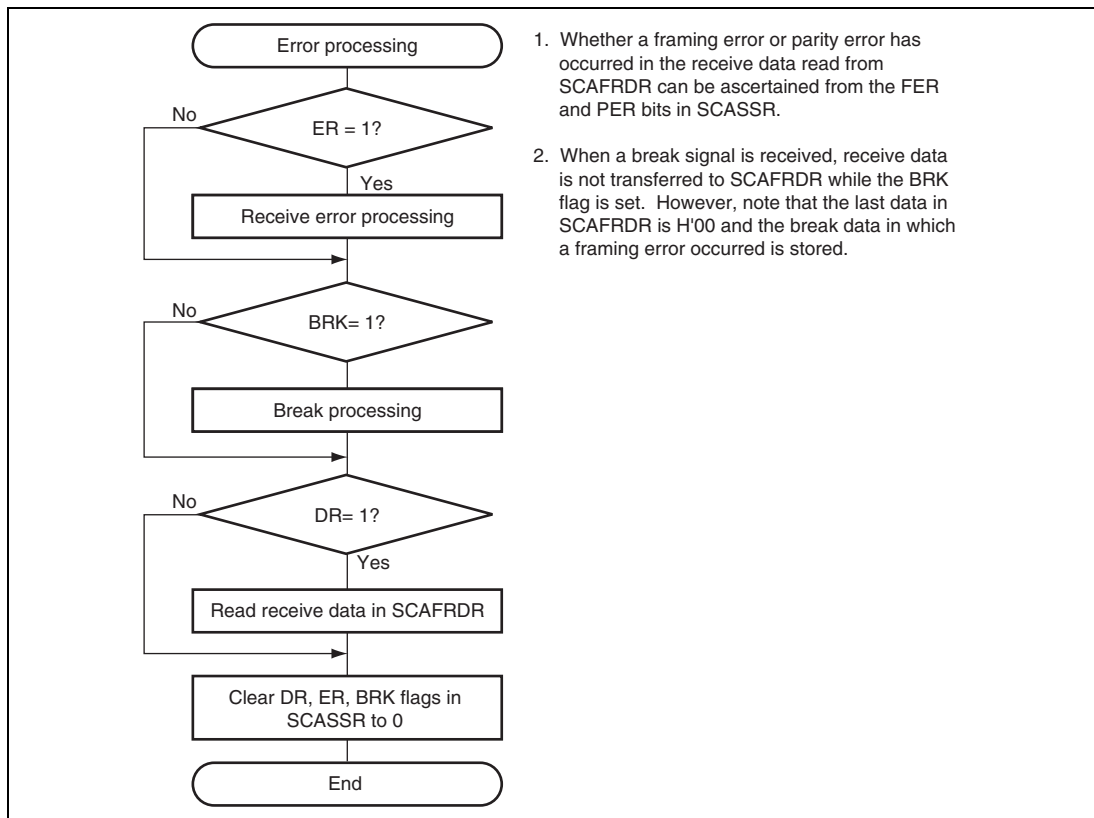 Error processing
No
ER = 1?
Yes
Receive error processing
No
BRK= 1?
Break processing
No
DR= 1?
Yes
Read receive data in SCAFRDR
Clear DR, ER, BRK flags in
SCASSR to 0
End
1. Whether a framing error or parity error has
occurred in the receive data read from
SCAFRDR can be ascertained from the FER
and PER bits in SCASSR.
2. When a break signal is received, receive data
is not transferred to SCAFRDR while the BRK
flag is set. However, note that the last data in
SCAFRDR is H'00 and the break data in which
a framing error occurred is stored.